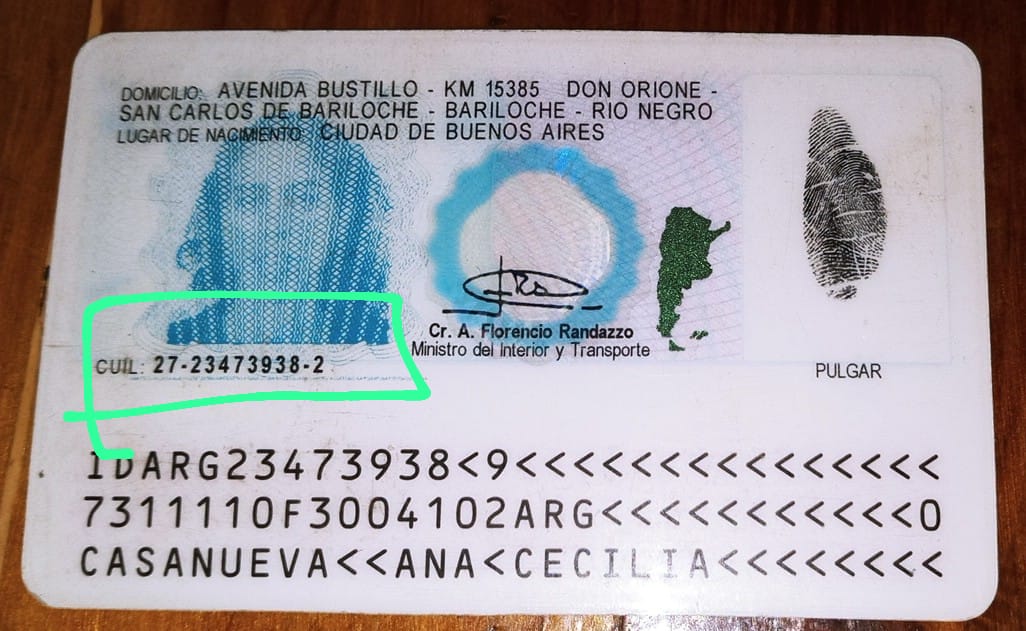 DOMICILIO: AVENIDA BUSTILLO - KM 15385 DON ORIONE -
SAN CARLOS DE BARILOCHE - BARILOCHE - RIO NEGRO
LUGAR DE NACIMIENTO: CIUDAD DE BUENOS AIRES
Cr. A. Florencio Randazzo
Ministro del Interior y Transporte
CUIL: 27-23473938-2
PULGAR
IDARG23473938<9<<<<<<<<<<<<<<<
7311110F3004102ARG<<<<<<<<<<<0
CASANUEVA<<ANA<CECILIA<<<<<<<<